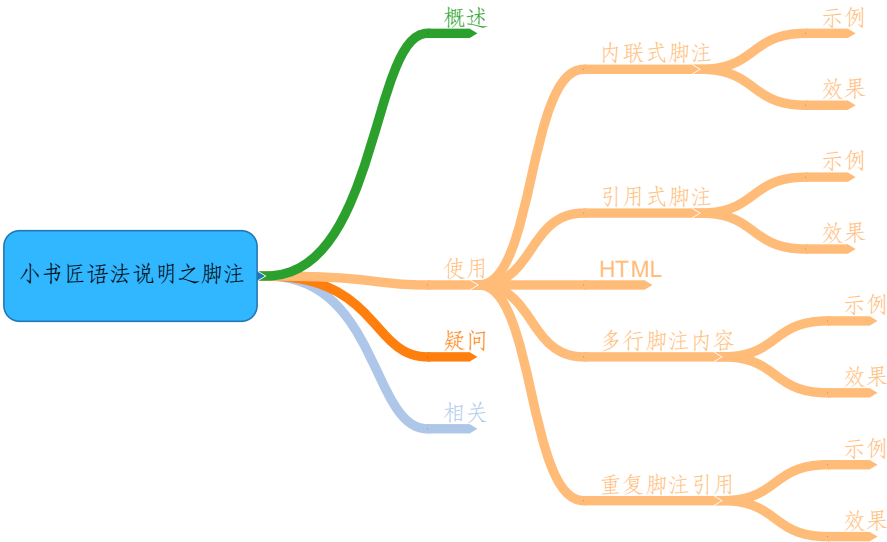 小书匠语法说明之脚注
概述
使用
内联式脚注
示例
效果
引用式脚注
示例
效果
HTML
多行脚注内容
示例
效果
重复脚注引用
示例
效果
疑问
相关